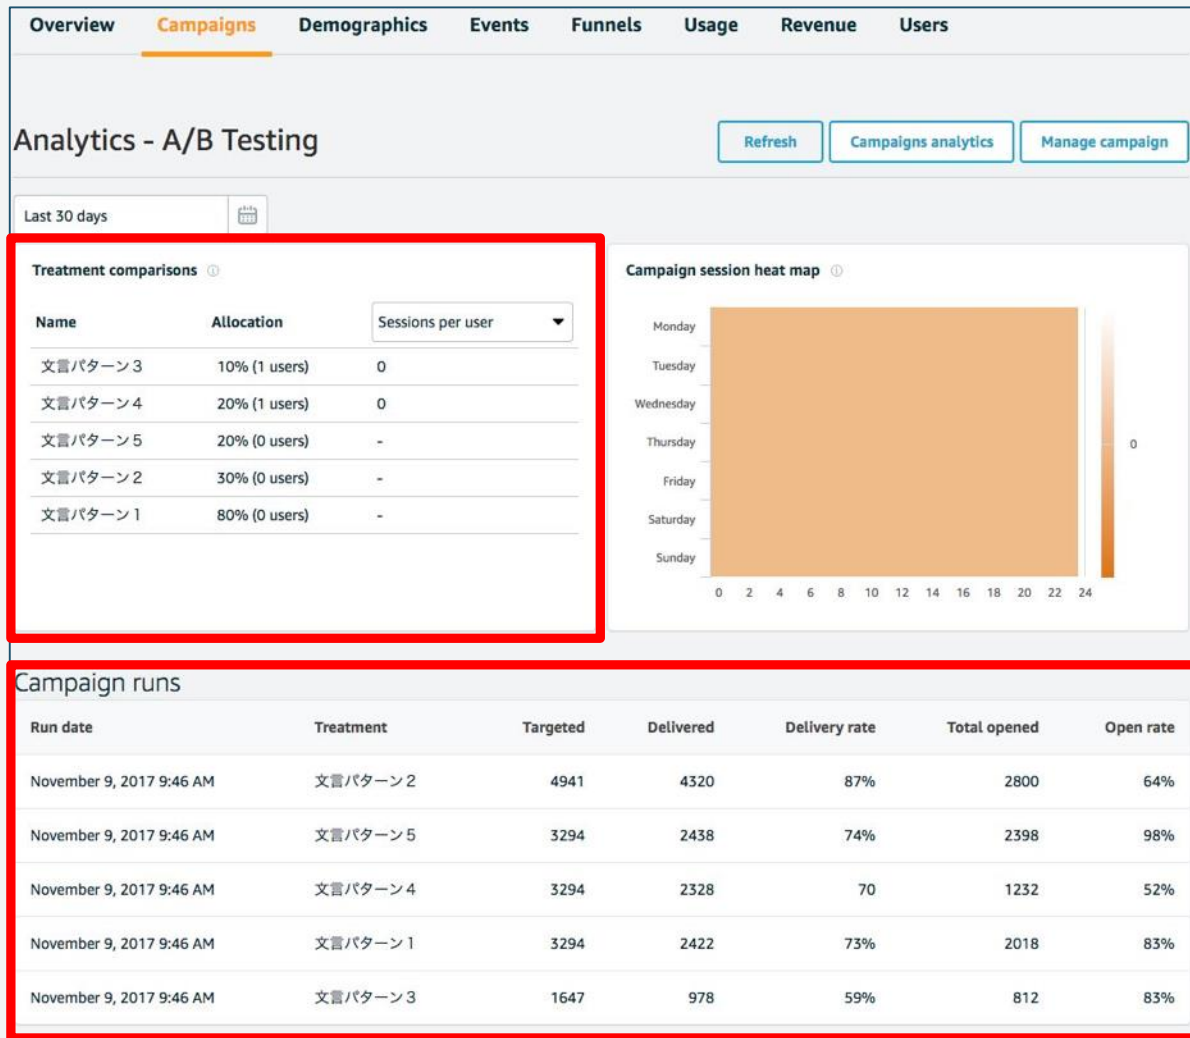 Overview Campaigns Demographics Events Funnels Usage Revenue Users
Analytics - A/B Testing
Refresh Campaigns analytics Manage campaign
Last 30 days
Treatment comparisons
Name Allocation Sessions per user
文言パターン３ 10% (1 users) 0
文言パターン４ 20% (1 users) 0
文言パターン５ 20% (0 users) -
文言パターン２ 30% (0 users) -
文言パターン１ 80% (0 users) -
Campaign session heat map
Monday
Tuesday
Wednesday
Thursday
Friday
Saturday
Sunday
0 2 4 6 8 10 12 14 16 18 20 22 24
0
Campaign runs
Run date Treatment Targeted Delivered Delivery rate Total opened Open rate
November 9, 2017 9:46 AM 文言パターン２ 4941 4320 87% 2800 64%
November 9, 2017 9:46 AM 文言パターン５ 3294 2438 74% 2398 98%
November 9, 2017 9:46 AM 文言パターン４ 3294 2328 70 1232 52%
November 9, 2017 9:46 AM 文言パターン１ 3294 2422 73% 2018 83%
November 9, 2017 9:46 AM 文言パターン３ 1647 978 59% 812 83%